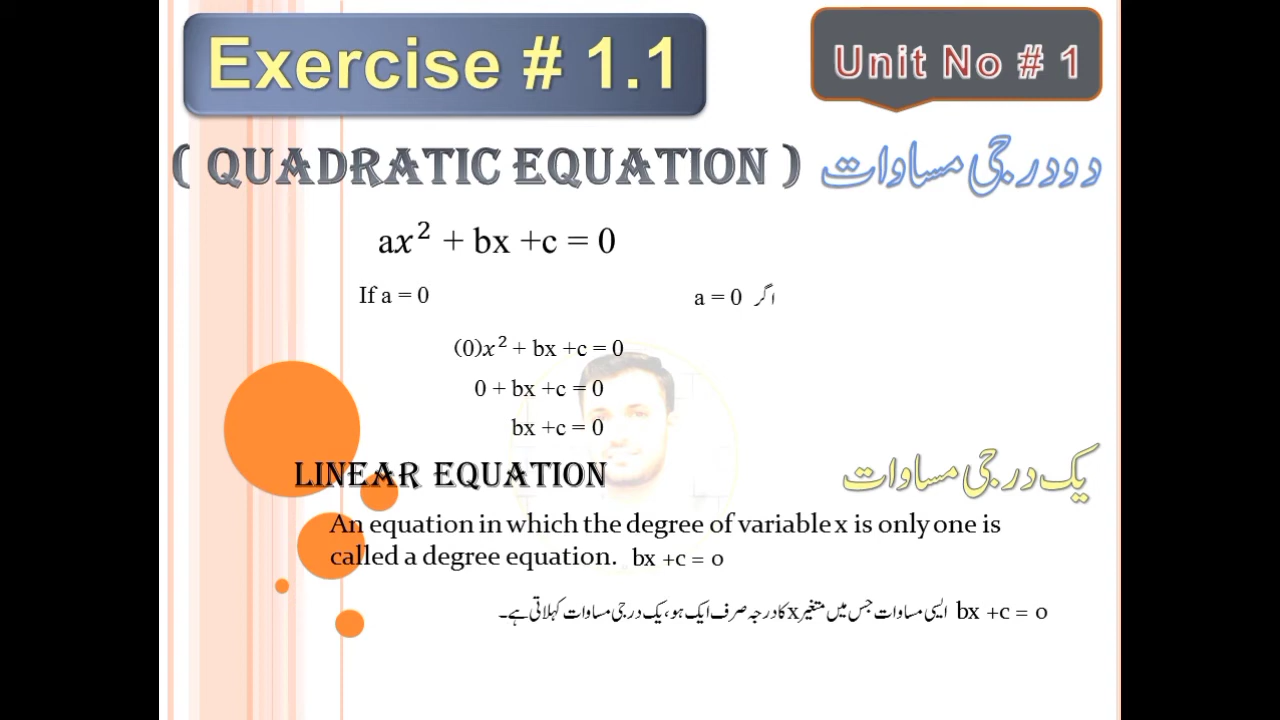 Exercise # 1.1
Unit No # 1
( QUADRATIC EQUATION ) دو درجی مساوات
ax² + bx +c = 0
If a = 0
اگر a = 0
(0)x² + bx +c = 0
0 + bx +c = 0
bx +c = 0
LINEAR EQUATION
یک درجی مساوات
An equation in which the degree of variable x is only one is
called a degree equation. bx +c = 0
bx +c = 0 ایسی مساوات جس میں متغیر x کا درجہ صرف ایک ہو، یک درجی مساوات کہلاتی ہے۔